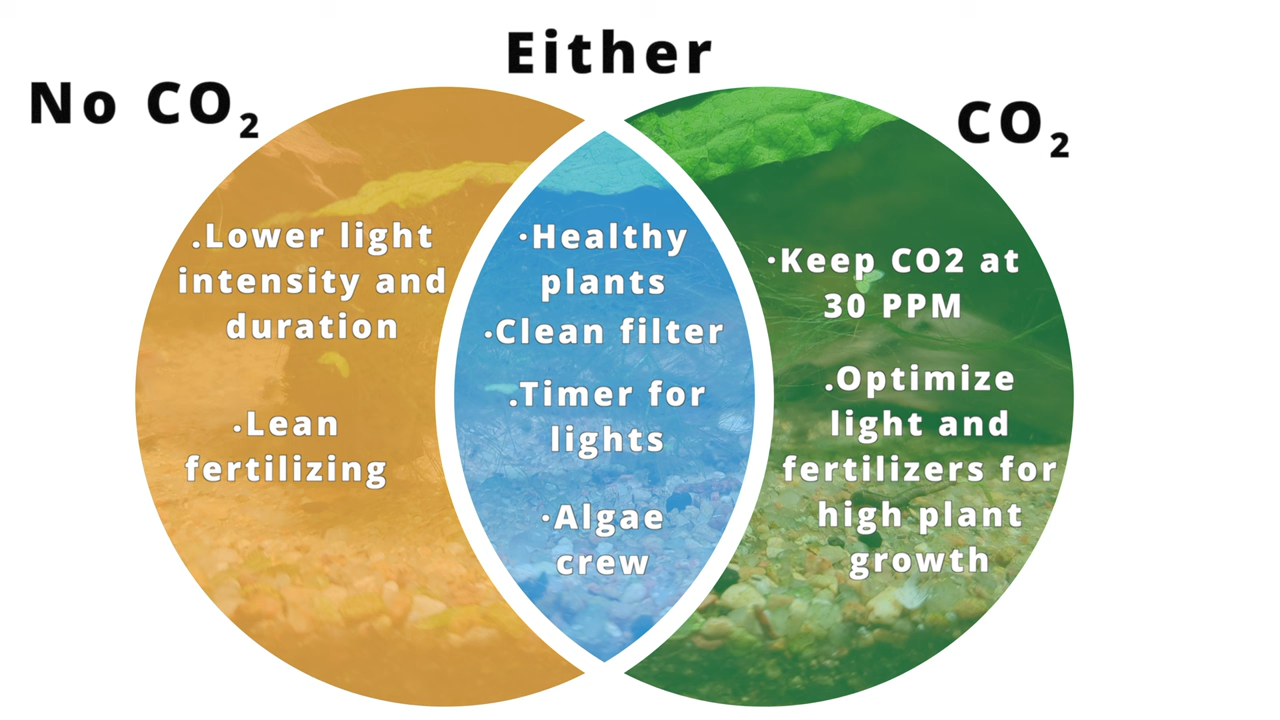 Either
No CO₂
CO₂
.Lower light
intensity and
duration
·Lean
fertilizing
·Healthy
plants
·Clean filter
.Timer for
lights
·Algae
crew
·Keep CO2 at
30 PPM
.Optimize
light and
fertilizers for
high plant
growth